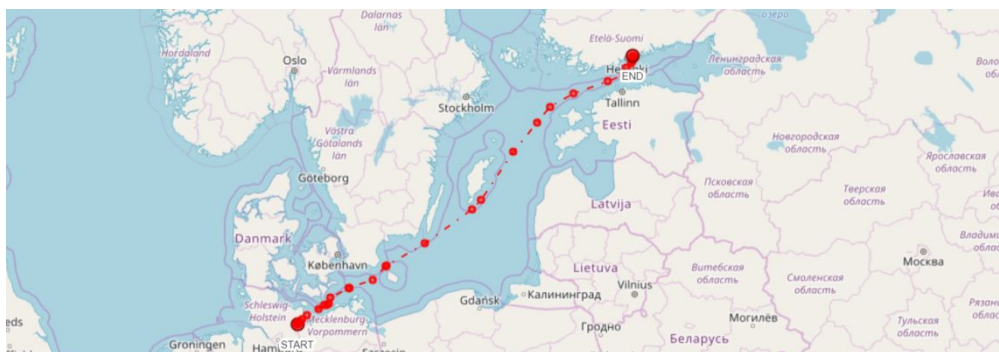 Dalarnas
län
озеро
Hordaland
Oslo
Etelä-Suomi
Ленинградская
область
Värmlands
län
Tallinn
Stockholm
Eesti
END
Västra
Götalands
län
Новгородская
область
Ярославская
область
Göteborg
Псковская
область
Тверская
область
Latvija
Danmark
København
Lietuva
Витебская
область
Смоленская
область
Москва
Vilnius
Gdańsk
Калининград
Schleswig-
Holstein
Mecklenburg
Vorpommern
START
Гродно
Могилёв
Беларусь
Тульская
область
Groningen